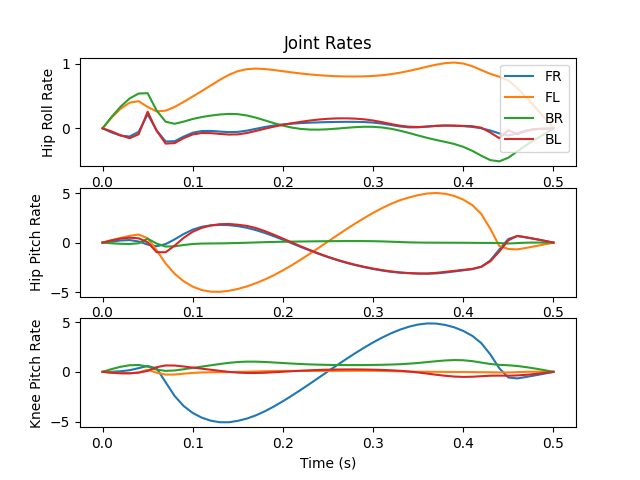 Joint Rates
Hip Roll Rate
1
0
FR
FL
BR
BL
0.0 0.1 0.2 0.3 0.4 0.5
Hip Pitch Rate
5
0
−5
0.0 0.1 0.2 0.3 0.4 0.5
Knee Pitch Rate
5
0
−5
0.0 0.1 0.2 0.3 0.4 0.5
Time (s)